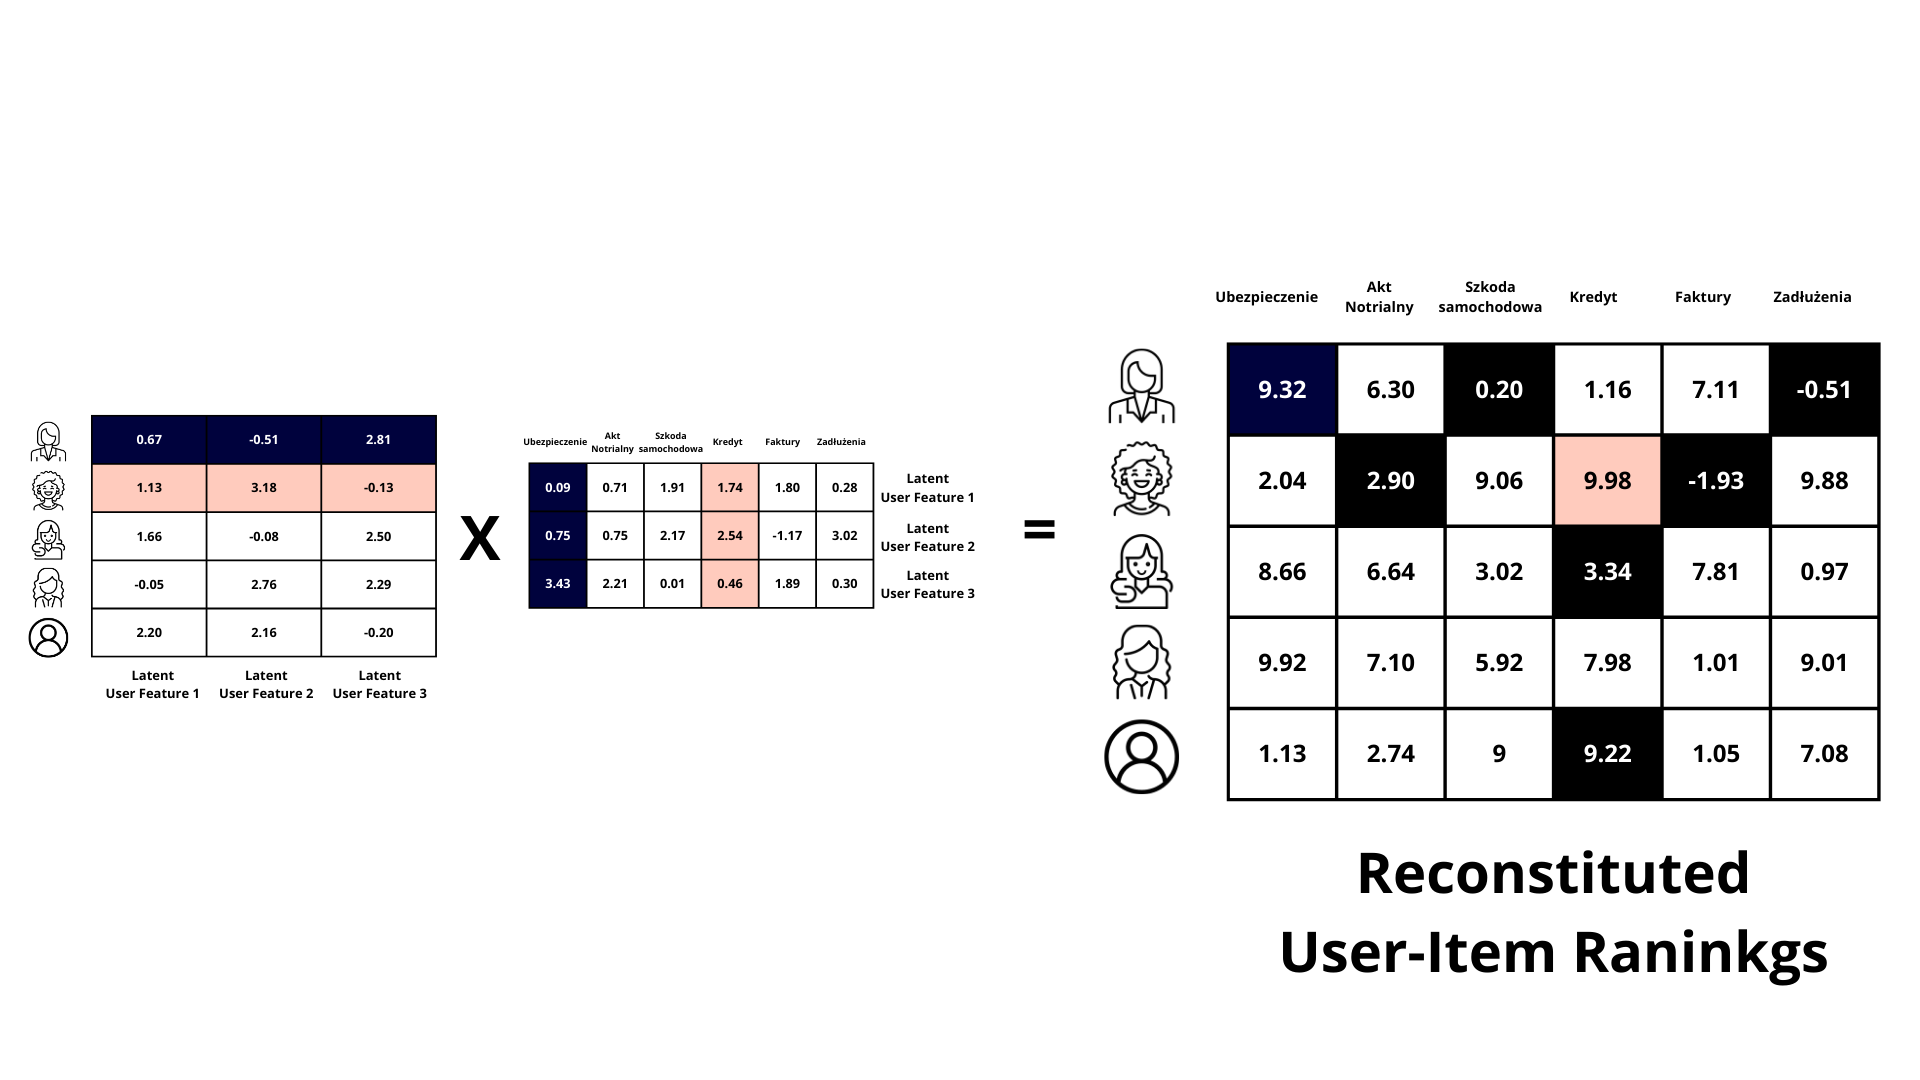 0.67 -0.51 2.81
1.13 3.18 -0.13
1.66 -0.08 2.50
-0.05 2.76 2.29
2.20 2.16 -0.20
Latent Latent Latent
User Feature 1 User Feature 2 User Feature 3
X
Ubezpieczenie Akt Notrialny Szkoda samochodowa Kredyt Faktury Zadłużenia
0.09 0.71 1.91 1.74 1.80 0.28
Latent
User Feature 1
0.75 0.75 2.17 2.54 -1.17 3.02
Latent
User Feature 2
3.43 2.21 0.01 0.46 1.89 0.30
Latent
User Feature 3
=
Ubezpieczenie Akt Notrialny Szkoda samochodowa Kredyt Faktury Zadłużenia
9.32 6.30 0.20 1.16 7.11 -0.51
2.04 2.90 9.06 9.98 -1.93 9.88
8.66 6.64 3.02 3.34 7.81 0.97
9.92 7.10 5.92 7.98 1.01 9.01
1.13 2.74 9 9.22 1.05 7.08
Reconstituted
User-Item Raninkgs